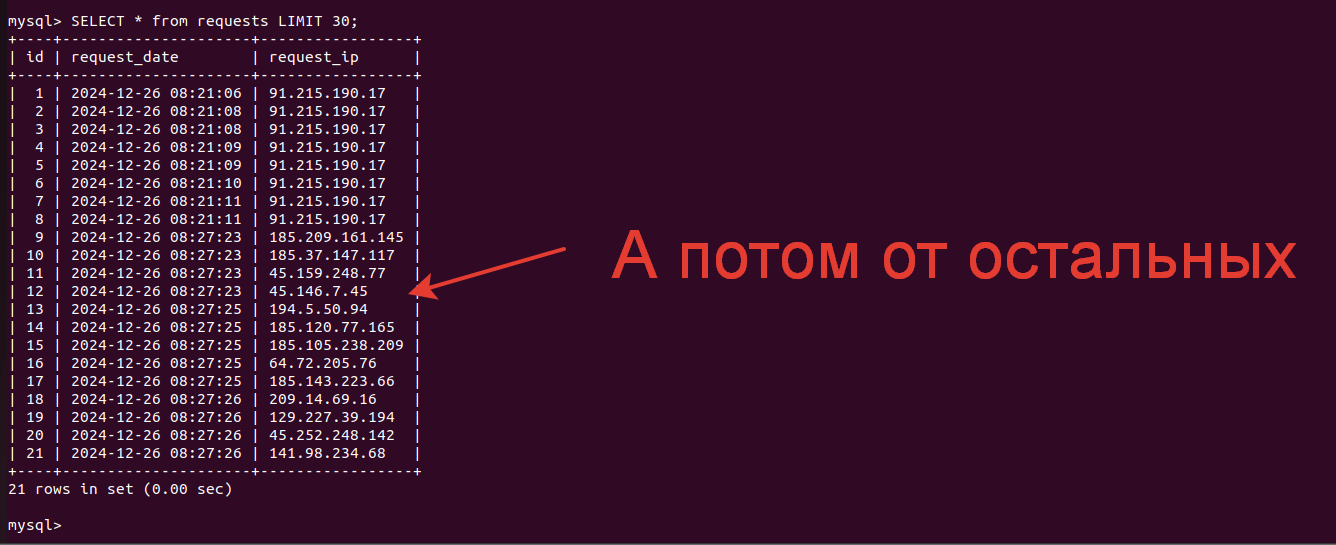 mysql> SELECT * from requests LIMIT 30;
+----+---------------------+-----------------+
| id | request_date        | request_ip      |
+----+---------------------+-----------------+
|  1 | 2024-12-26 08:21:06 | 91.215.190.17   |
|  2 | 2024-12-26 08:21:08 | 91.215.190.17   |
|  3 | 2024-12-26 08:21:08 | 91.215.190.17   |
|  4 | 2024-12-26 08:21:09 | 91.215.190.17   |
|  5 | 2024-12-26 08:21:09 | 91.215.190.17   |
|  6 | 2024-12-26 08:21:10 | 91.215.190.17   |
|  7 | 2024-12-26 08:21:11 | 91.215.190.17   |
|  8 | 2024-12-26 08:21:11 | 91.215.190.17   |
|  9 | 2024-12-26 08:27:23 | 185.209.161.145 |
| 10 | 2024-12-26 08:27:23 | 185.37.147.117  |
| 11 | 2024-12-26 08:27:23 | 45.159.248.77   |
| 12 | 2024-12-26 08:27:23 | 45.146.7.45     |
| 13 | 2024-12-26 08:27:25 | 194.5.50.94     |
| 14 | 2024-12-26 08:27:25 | 185.120.77.165  |
| 15 | 2024-12-26 08:27:25 | 185.105.238.209 |
| 16 | 2024-12-26 08:27:25 | 64.72.205.76    |
| 17 | 2024-12-26 08:27:25 | 185.143.223.66  |
| 18 | 2024-12-26 08:27:26 | 209.14.69.16    |
| 19 | 2024-12-26 08:27:26 | 129.227.39.194  |
| 20 | 2024-12-26 08:27:26 | 45.252.248.142  |
| 21 | 2024-12-26 08:27:26 | 141.98.234.68   |
+----+---------------------+-----------------+
21 rows in set (0.00 sec)
mysql>
А потом от остальных